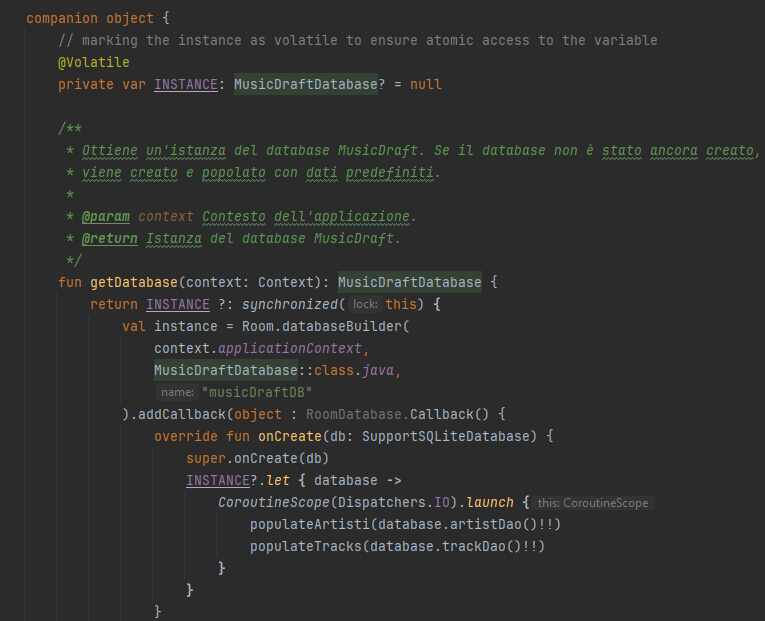 companion object {
// marking the instance as volatile to ensure atomic access to the variable
@Volatile
private var INSTANCE: MusicDraftDatabase? = null
/**
* Ottiene un'istanza del database MusicDraft. Se il database non è stato ancora creato,
* viene creato e popolato con dati predefiniti.
*
* @param context Contesto dell'applicazione.
* @return Istanza del database MusicDraft.
*/
fun getDatabase(context: Context): MusicDraftDatabase {
return INSTANCE ?: synchronized( lock: this) {
val instance = Room.databaseBuilder(
context.applicationContext,
MusicDraftDatabase::class.java,
name: "musicDraftDB"
).addCallback(object : RoomDatabase.Callback() {
override fun onCreate(db: SupportSQLiteDatabase) {
super.onCreate(db)
INSTANCE?.let { database ->
CoroutineScope(Dispatchers.IO).launch { this: CoroutineScope
populateArtisti(database.artistDao()!!)
populateTracks(database.trackDao()!!)
}
}
}